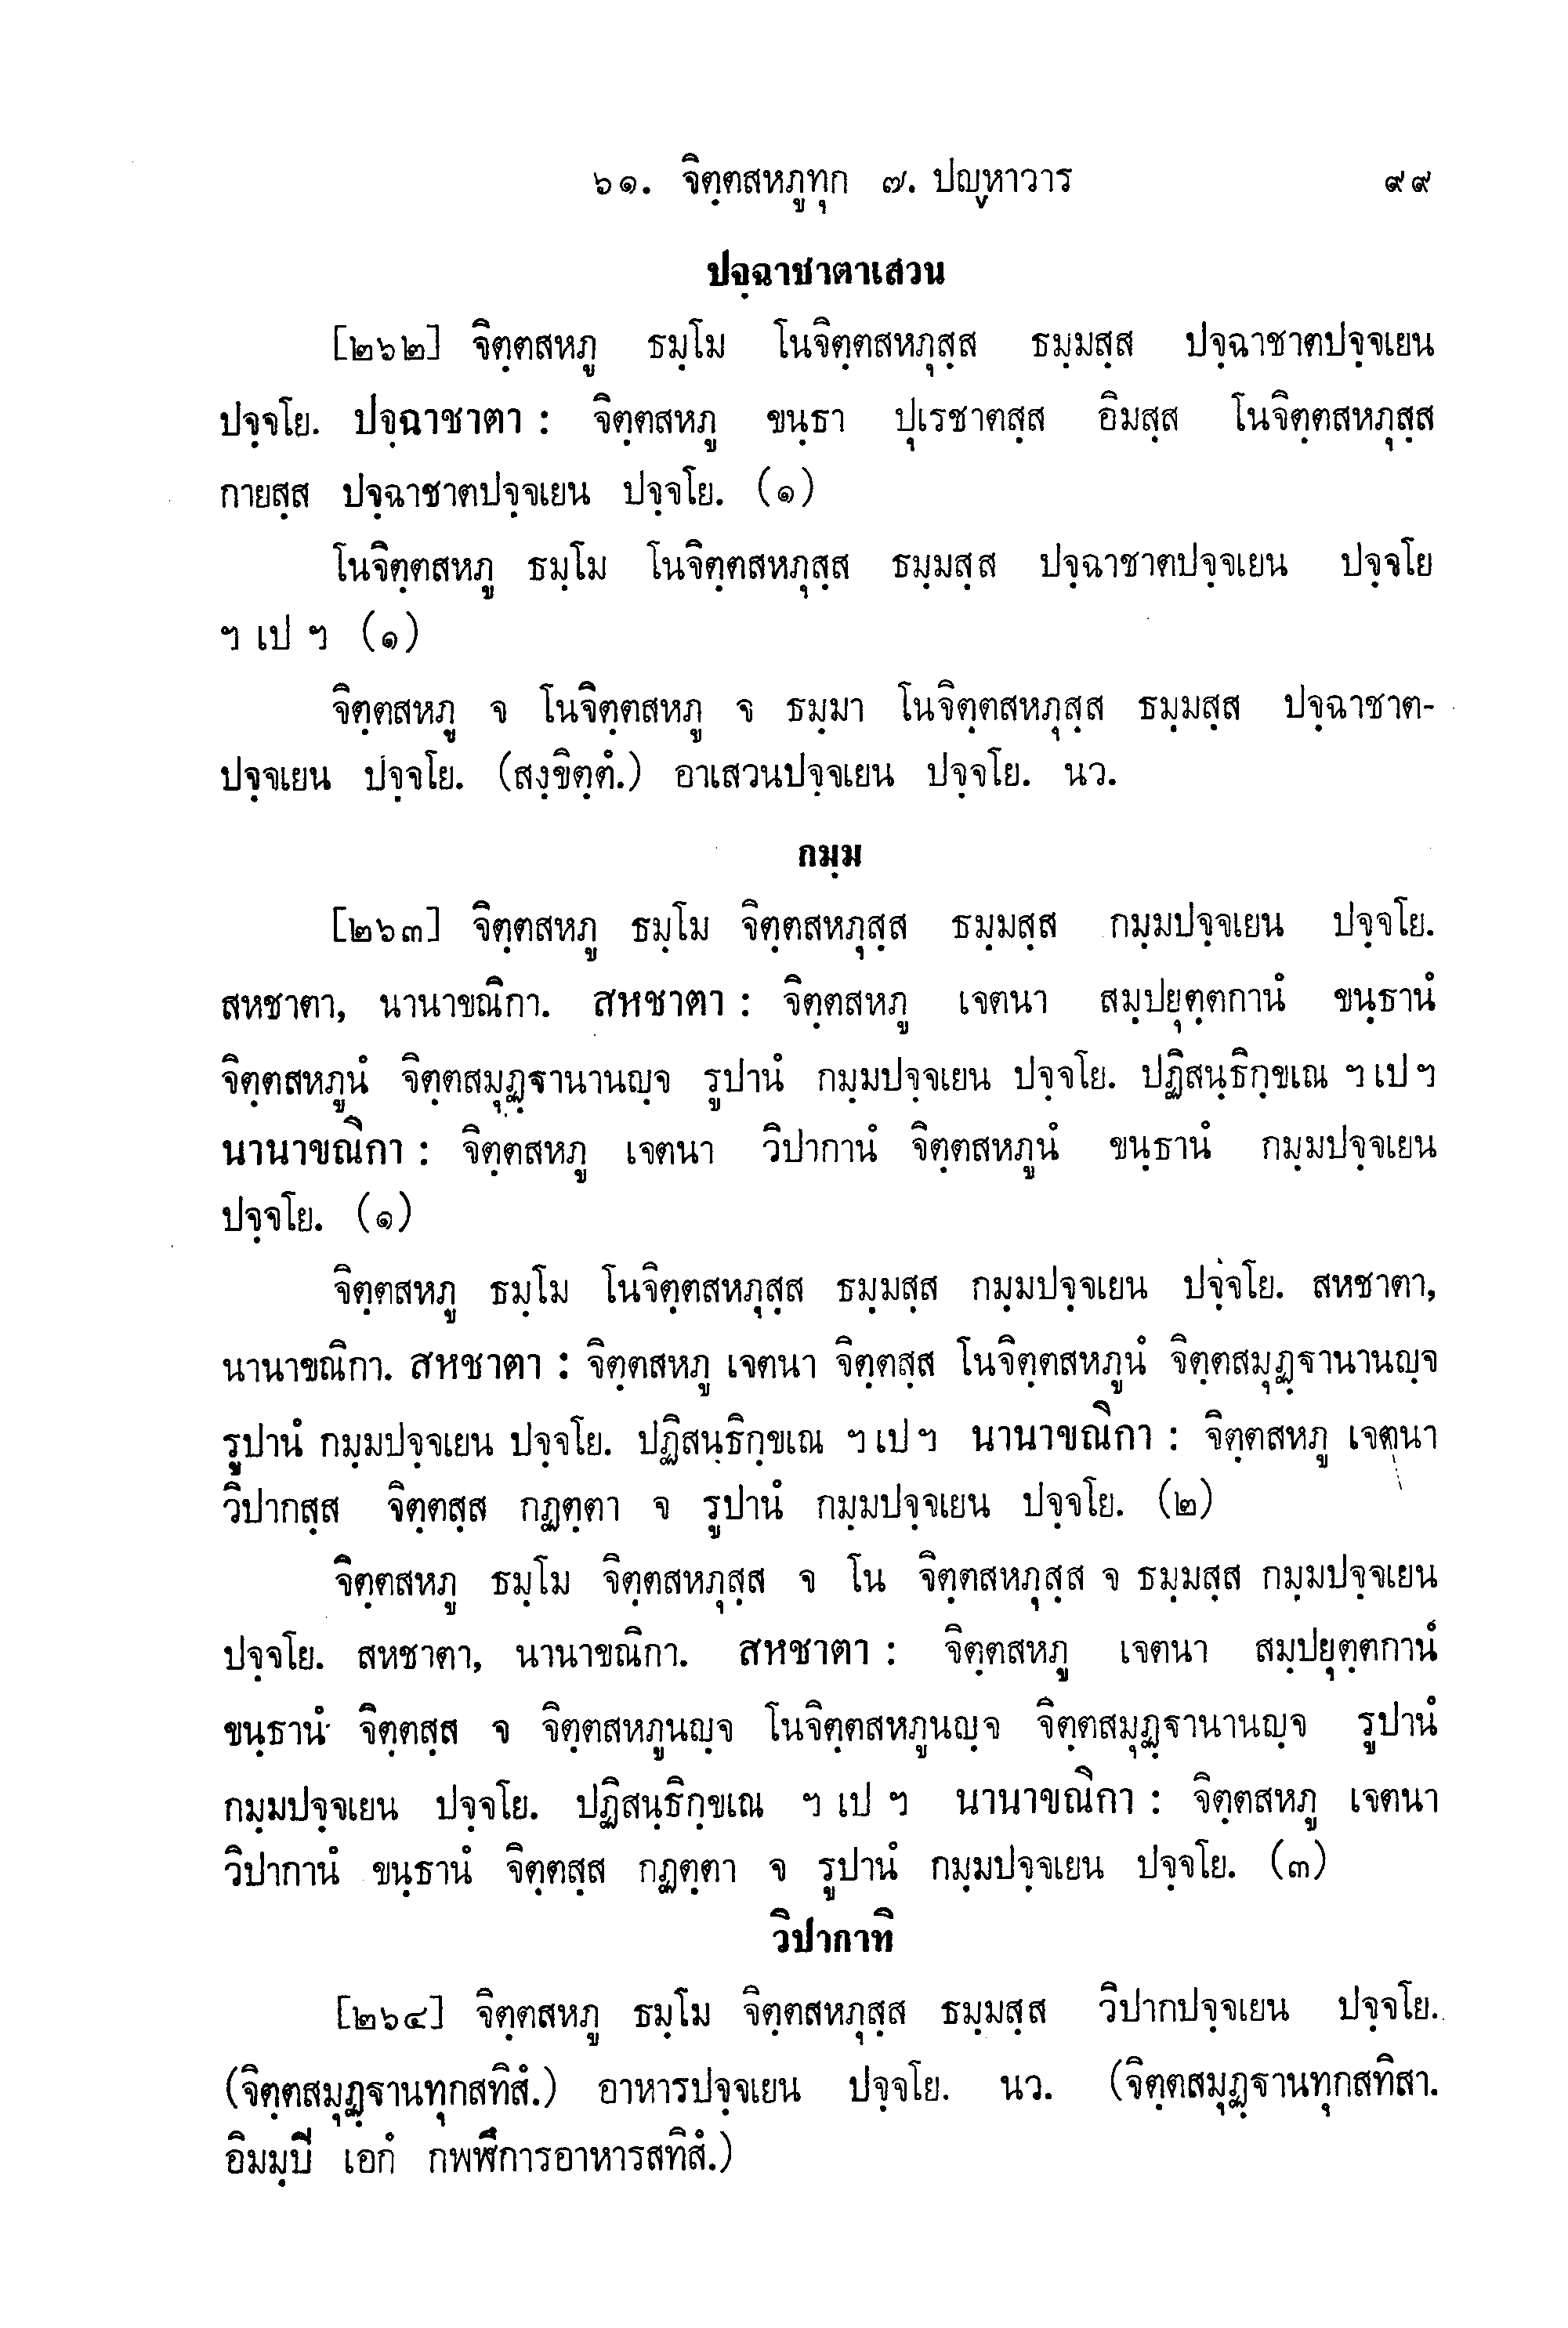 ๖๑. จิตฺตสหภูทุก ๗. ปญฺหาวาร ๙๙
ปจฺฉาชาตาเสวน
[๒๖๒] จิตฺตสหภู ธมฺโม โนจิตฺตสหภุสฺส ธมฺมสฺส ปจฺฉาชาตปจฺจเยน
ปจฺจโย. ปจฺฉาชาตา : จิตฺตสหภู ขนฺธา ปุเรชาตสฺส อิมสฺส โนจิตฺตสหภุสฺส
กายสฺส ปจฺฉาชาตปจฺจเยน ปจฺจโย. (๑)
โนจิตฺตสหภู ธมฺโม โนจิตฺตสหภุสฺส ธมฺมสฺส ปจฺฉาชาตปจฺจเยน ปจฺจโย
ฯ เป ฯ (๑)
จิตฺตสหภู จ โนจิตฺตสหภู จ ธมฺมา โนจิตฺตสหภุสฺส ธมฺมสฺส ปจฺฉาชาต-
ปจฺจเยน ปจฺจโย. (สงฺขิตฺตํ.) อาเสวนปจฺจเยน ปจฺจโย. นว.
กมฺม
[๒๖๓] จิตฺตสหภู ธมฺโม จิตฺตสหภุสฺส ธมฺมสฺส กมฺมปจฺจเยน ปจฺจโย.
สหชาตา, นานาขณิกา. สหชาตา : จิตฺตสหภู เจตนา สมฺปยุตฺตกานํ ขนฺธานํ
จิตฺตสหภูนํ จิตฺตสมุฏฺฐานานญฺจ รูปานํ กมฺมปจฺจเยน ปจฺจโย. ปฏิสนฺธิกฺขเณ ฯ เป ฯ
นานาขณิกา : จิตฺตสหภู เจตนา วิปากานํ จิตฺตสหภูนํ ขนฺธานํ กมฺมปจฺจเยน
ปจฺจโย. (๑)
จิตฺตสหภู ธมฺโม โนจิตฺตสหภุสฺส ธมฺมสฺส กมฺมปจฺจเยน ปจฺจโย. สหชาตา,
นานาขณิกา. สหชาตา : จิตฺตสหภู เจตนา จิตฺตสฺส โนจิตฺตสหภูนํ จิตฺตสมุฏฺฐานานญฺจ
รูปานํ กมฺมปจฺจเยน ปจฺจโย. ปฏิสนฺธิกฺขเณ ฯ เป ฯ นานาขณิกา : จิตฺตสหภู เจตนา
วิปากสฺส จิตฺตสฺส กฏตฺตา จ รูปานํ กมฺมปจฺจเยน ปจฺจโย. (๒)
จิตฺตสหภู ธมฺโม จิตฺตสหภุสฺส จ โน จิตฺตสหภุสฺส จ ธมฺมสฺส กมฺมปจฺจเยน
ปจฺจโย. สหชาตา, นานาขณิกา. สหชาตา : จิตฺตสหภู เจตนา สมฺปยุตฺตกานํ
ขนฺธานํ จิตฺตสฺส จ จิตฺตสหภูนญฺจ โนจิตฺตสหภูนญฺจ จิตฺตสมุฏฺฐานานญฺจ รูปานํ
กมฺมปจฺจเยน ปจฺจโย. ปฏิสนฺธิกฺขเณ ฯ เป ฯ นานาขณิกา : จิตฺตสหภู เจตนา
วิปากานํ ขนฺธานํ จิตฺตสฺส กฏตฺตา จ รูปานํ กมฺมปจฺจเยน ปจฺจโย. (๓)
วิปากาทิ
[๒๖๔] จิตฺตสหภู ธมฺโม จิตฺตสหภุสฺส ธมฺมสฺส วิปากปจฺจเยน ปจฺจโย.
(จิตฺตสมุฏฺฐานทุกสทิสํ.) อาหารปจฺจเยน ปจฺจโย. นว. (จิตฺตสมุฏฺฐานทุกสทิสา.
อิมมฺปี เอกํ กพฬีการอาหารสทิสํ.)